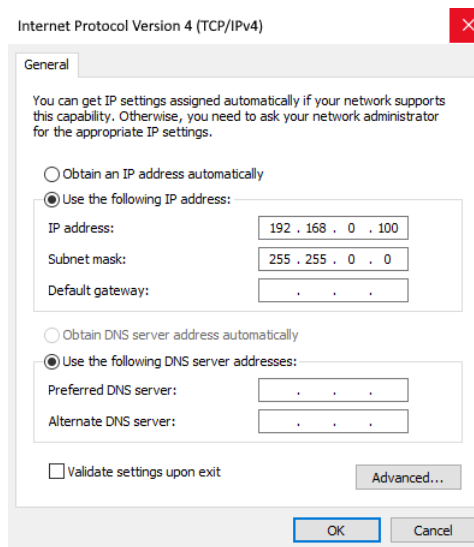 Internet Protocol Version 4 (TCP/IPv4)
General
You can get IP settings assigned automatically if your network supports
this capability. Otherwise, you need to ask your network administrator
for the appropriate IP settings.
Obtain an IP address automatically
Use the following IP address:
IP address: 192 . 168 . 0 . 100
Subnet mask: 255 . 255 . 0 . 0
Default gateway: . . .
Obtain DNS server address automatically
Use the following DNS server addresses:
Preferred DNS server: . . .
Alternate DNS server: . . .
Validate settings upon exit
Advanced...
OK Cancel